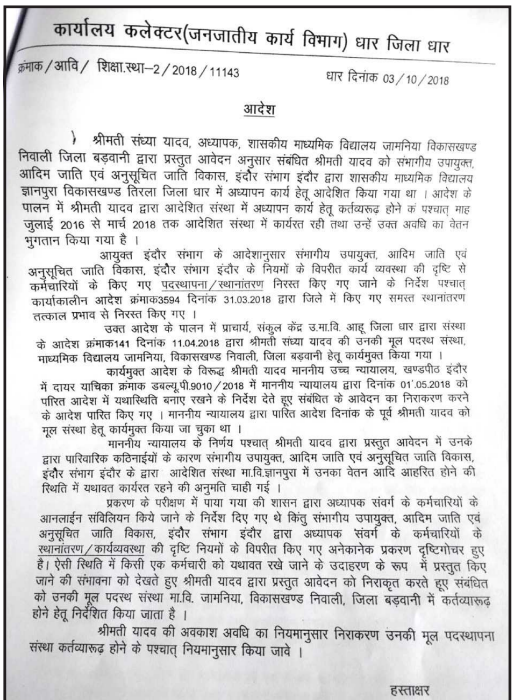 कार्यालय कलेक्टर(जनजातीय कार्य विभाग) धार जिला धार
क्रंमाक/आवि/ शिक्षा.स्था-2/2018/11143 धार दिनांक 03/10/2018
आदेश
श्रीमती संध्या यादव, अध्यापक, शासकीय माध्यमिक विद्यालय जामनिया विकासखण्ड
निवाली जिला बड़वानी द्वारा प्रस्तुत आवेदन अनुसार संबंधित श्रीमती यादव को संभागीय उपायुक्त,
आदिम जाति एवं अनुसूचित जाति विकास, इंदौर संभाग इंदौर द्वारा शासकीय माध्यमिक विद्यालय
ज्ञानपुरा विकासखण्ड तिरला जिला धार में अध्यापन कार्य हेतु आदेशित किया गया था । आदेश के
पालन में श्रीमती यादव द्वारा आदेशित संस्था में अध्यापन कार्य हेतु कर्तव्यरूढ़ होने के पश्चात् माह
जुलाई 2016 से मार्च 2018 तक आदेशित संस्था में कार्यरत रही तथा उन्हें उक्त अवधि का वेतन
भुगतान किया गया है ।
आयुक्त इंदौर संभाग के आदेशानुसार संभागीय उपायुक्त, आदिम जाति एवं
अनुसूचित जाति विकास, इंदौर संभाग इंदौर के नियमों के विपरीत कार्य व्यवस्था की दृष्टि से
कर्मचारियों के किए गए पदस्थापना/स्थानांतरण निरस्त किए गए जाने के निर्देश पश्चात्
कार्याकालीन आदेश क्रंमाक3594 दिनांक 31.03.2018 द्वारा जिले में किए गए समस्त स्थानांतरण
तत्काल प्रभाव से निरस्त किए गए ।
उक्त आदेश के पालन में प्राचार्य, संकुल केंद्र उ.मा.वि. आहू जिला धार द्वारा संस्था
के आदेश क्रंमाक141 दिनांक 11.04.2018 द्वारा श्रीमती संध्या यादव की उनकी मूल पदस्थ संस्था,
माध्यमिक विद्यालय जामनिया, विकासखण्ड निवाली, जिला बड़वानी हेतु कार्यमुक्त किया गया ।
कार्यमुक्त आदेश के विरूद्ध श्रीमती यादव माननीय उच्च न्यायालय, खण्डपीठ इंदौर
में दायर याचिका क्रमांक डबल्यू.पी.9010/2018 में माननीय न्यायालय द्वारा दिनांक 01.05.2018 को
पारित आदेश में यथास्थिति बनाए रखने के निर्देश देते हुए संबंधित के आवेदन का निराकरण करने
के आदेश पारित किए गए । माननीय न्यायालय द्वारा पारित आदेश दिनांक के पूर्व श्रीमती यादव को
मूल संस्था हेतु कार्यमुक्त किया जा चुका था ।
माननीय न्यायालय के निर्णय पश्चात् श्रीमती यादव द्वारा प्रस्तुत आवेदन में उनके
द्वारा पारिवारिक कठिनाईयों के कारण संभागीय उपायुक्त, आदिम जाति एवं अनुसूचित जाति विकास,
इंदौर संभाग इंदौर के द्वारा आदेशित संस्था मा.वि.ज्ञानपुरा में उनका वेतन आदि आहरित होने की
स्थिति में यथावत कार्यरत रहने की अनुमति चाही गई ।
प्रकरण के परीक्षण में पाया गया की शासन द्वारा अध्यापक संवर्ग के कर्मचारियों के
आनलाईन संविलियन किये जाने के निर्देश दिए गए थे किंतु संभागीय उपायुक्त, आदिम जाति एवं
अनुसूचित जाति विकास, इंदौर संभाग इंदौर द्वारा अध्यापक संवर्ग के कर्मचारियों के
स्थानांतरण/कार्यव्यवस्था की दृष्टि नियमों के विपरित किए गए अनेकानेक प्रकरण दृष्टिगोचर हुए
है। ऐसी स्थिति में किसी एक कर्मचारी को यथावत रखे जाने के उदाहरण के रूप में प्रस्तुत किए
जाने की संभावना को देखते हुए श्रीमती यादव द्वारा प्रस्तुत आवेदन को निराकृत करते हुए संबंधित
को उनकी मूल पदस्थ संस्था मा.वि. जामनिया, विकासखण्ड निवाली, जिला बड़वानी में कर्तव्यारूढ़
होने हेतु निर्देशित किया जाता है ।
श्रीमती यादव की अवकाश अवधि का नियमानुसार निराकरण उनकी मूल पदस्थापना
संस्था कर्तव्यारूढ़ होने के पश्चात् नियमानुसार किया जावे ।
हस्ताक्षर